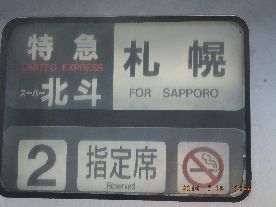 特急 札幌
LIMITED EXPRESS
スーパー北斗 FOR SAPPORO
2 指定席
Reserved